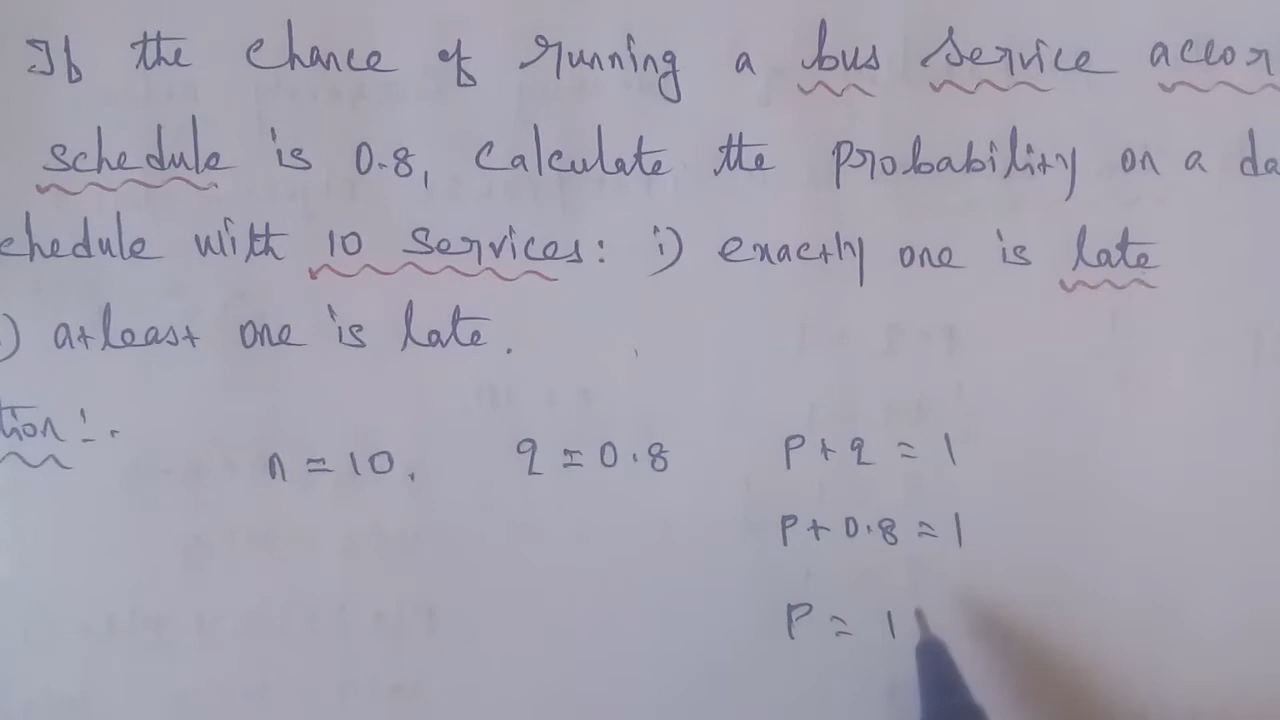 If the chance of running a bus service accor
schedule is 0.8, calculate the probability on a da
chedule with 10 services: i) exactly one is late
) atleast one is late.
tion :-
n = 10, q = 0.8 P + q = 1
P + 0.8 = 1
P = 1